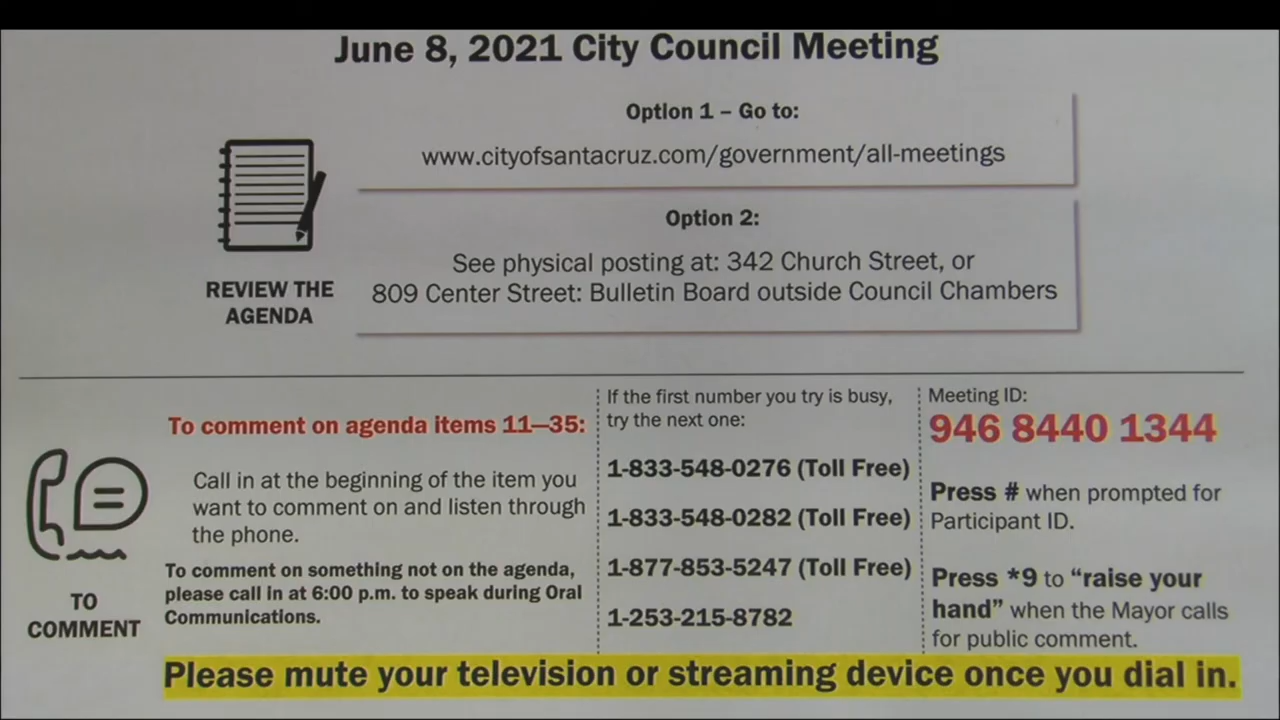 June 8, 2021 City Council Meeting
Option 1 – Go to:
www.cityofsantacruz.com/government/all-meetings
Option 2:
See physical posting at: 342 Church Street, or
809 Center Street: Bulletin Board outside Council Chambers
REVIEW THE
AGENDA
To comment on agenda items 11—35:
Call in at the beginning of the item you
want to comment on and listen through
the phone.
To comment on something not on the agenda,
please call in at 6:00 p.m. to speak during Oral
Communications.
TO
COMMENT
If the first number you try is busy,
try the next one:
1-833-548-0276 (Toll Free)
1-833-548-0282 (Toll Free)
1-877-853-5247 (Toll Free)
1-253-215-8782
Meeting ID:
946 8440 1344
Press # when prompted for
Participant ID.
Press *9 to “raise your
hand” when the Mayor calls
for public comment.
Please mute your television or streaming device once you dial in.